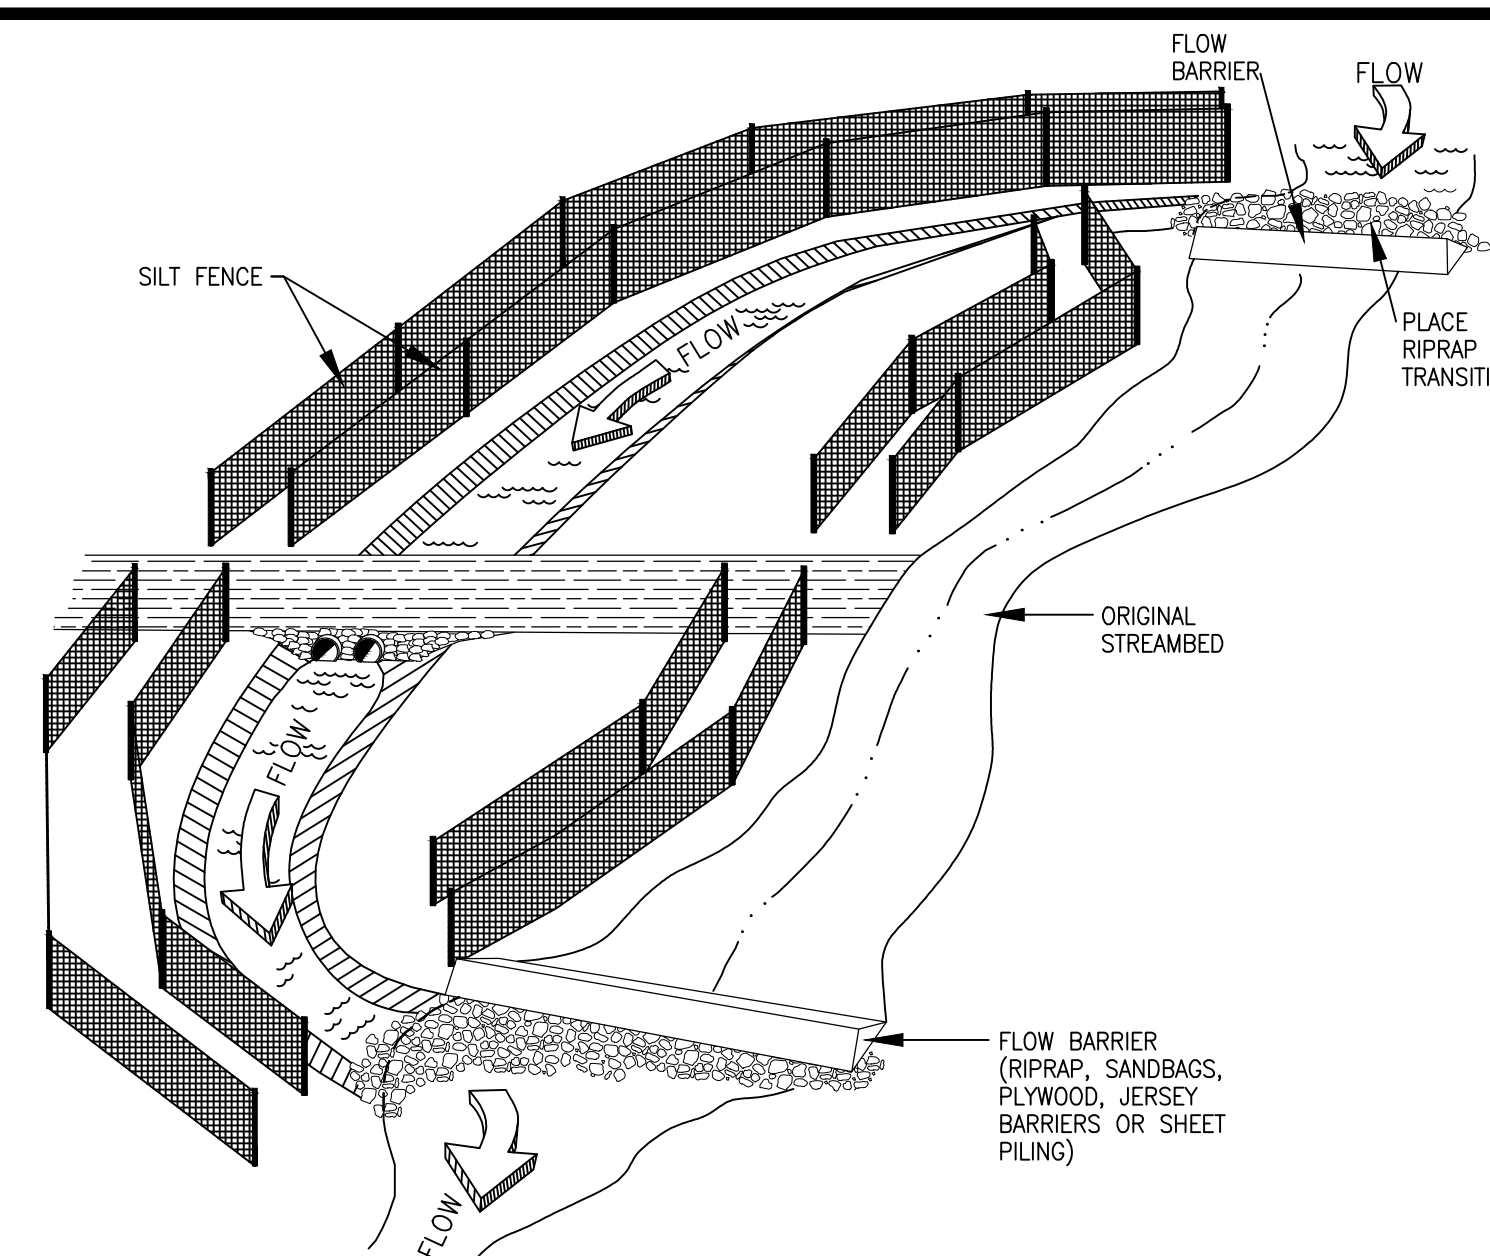 FLOW
BARRIER
FLOW
SILT FENCE
FLOW
PLACE
RIPRAP
TRANSITI
ORIGINAL
STREAMBED
FLOW
FLOW BARRIER
(RIPRAP, SANDBAGS,
PLYWOOD, JERSEY
BARRIERS OR SHEET
PILING)
FLOW